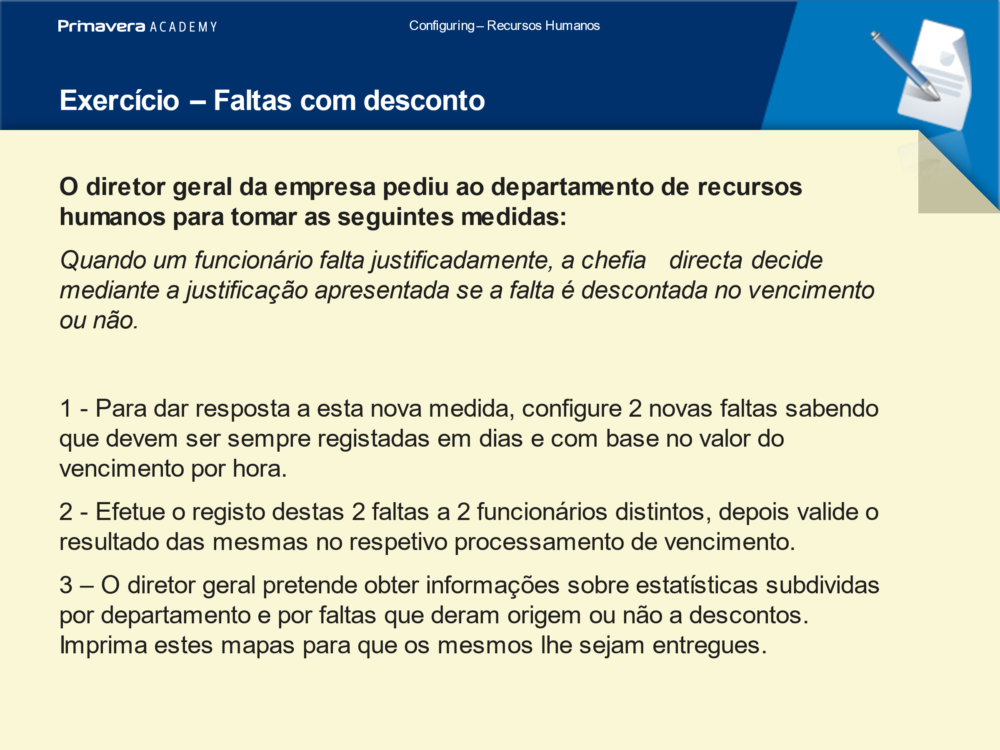 Primavera ACADEMY
Configuring – Recursos Humanos
Exercício – Faltas com desconto
O diretor geral da empresa pediu ao departamento de recursos
humanos para tomar as seguintes medidas:
Quando um funcionário falta justificadamente, a chefia directa decide
mediante a justificação apresentada se a falta é descontada no vencimento
ou não.
1 - Para dar resposta a esta nova medida, configure 2 novas faltas sabendo
que devem ser sempre registadas em dias e com base no valor do
vencimento por hora.
2 - Efetue o registo destas 2 faltas a 2 funcionários distintos, depois valide o
resultado das mesmas no respetivo processamento de vencimento.
3 – O diretor geral pretende obter informações sobre estatísticas subdividas
por departamento e por faltas que deram origem ou não a descontos.
Imprima estes mapas para que os mesmos lhe sejam entregues.